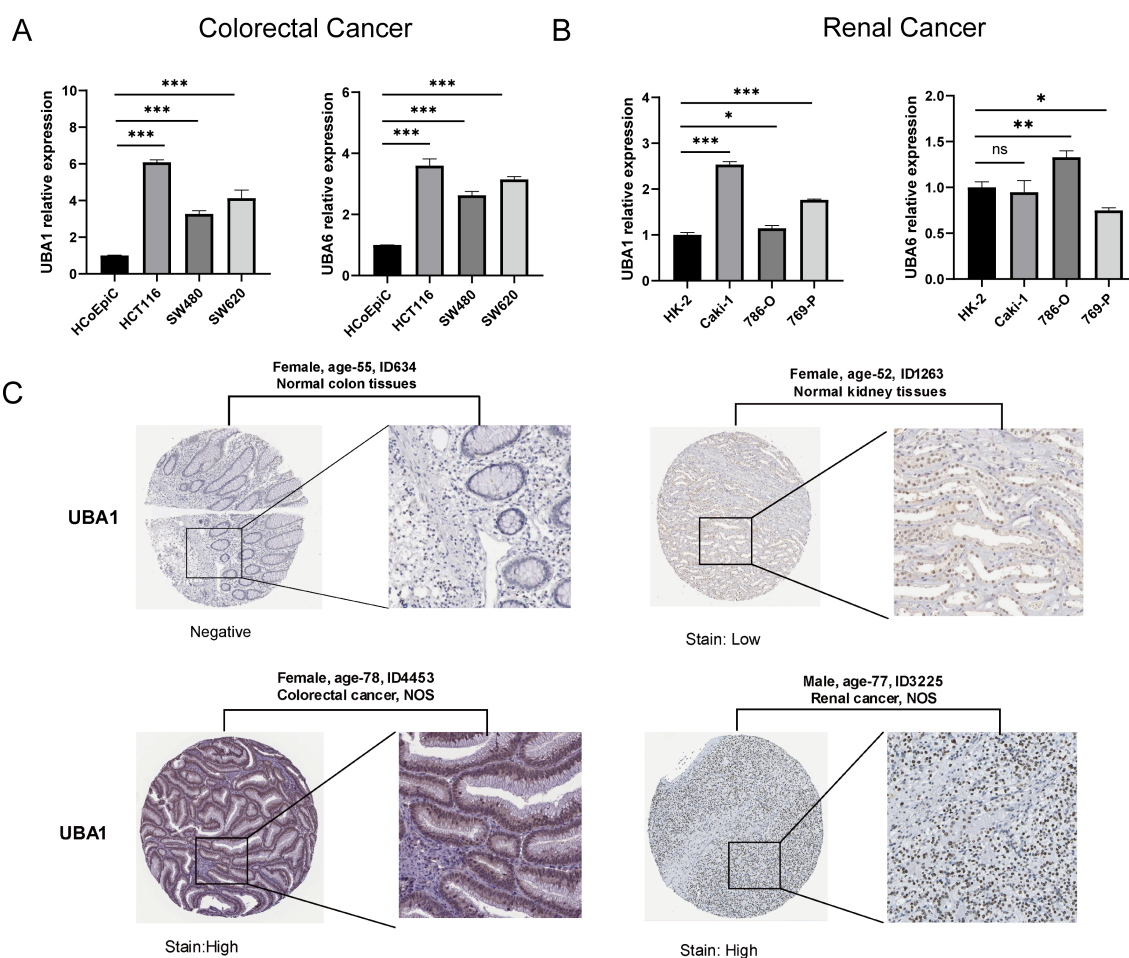 A
Colorectal Cancer
B
Renal Cancer
UBA1 relative expression
10
8
6
4
2
0
***
***
***
HCoEpiC
HCT116
SW480
SW620
UBA6 relative expression
6
4
2
0
***
***
***
HCoEpiC
HCT116
SW480
SW620
UBA1 relative expression
4
3
2
1
0
***
*
***
HK-2
Caki-1
786-O
769-P
UBA6 relative expression
2.0
1.5
1.0
0.5
0.0
*
**
ns
HK-2
Caki-1
786-O
769-P
C
Female, age-55, ID634
Normal colon tissues
Female, age-52, ID1263
Normal kidney tissues
UBA1
Negative
Stain: Low
Female, age-78, ID4453
Colorectal cancer, NOS
Male, age-77, ID3225
Renal cancer, NOS
UBA1
Stain:High
Stain: High